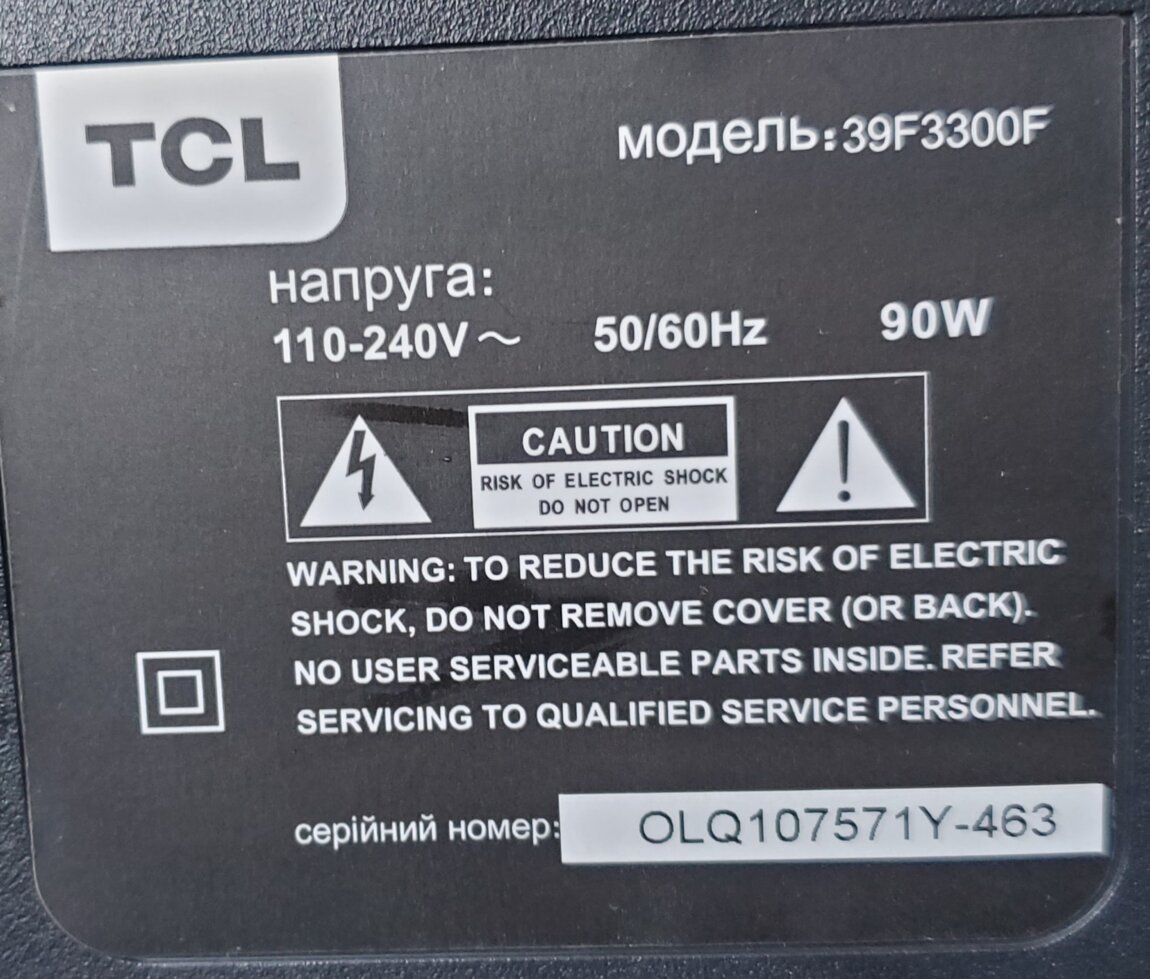 TCL
модель:39F3300F
напруга:
110-240V～ 50/60Hz 90W
CAUTION
RISK OF ELECTRIC SHOCK
DO NOT OPEN
WARNING: TO REDUCE THE RISK OF ELECTRIC
SHOCK, DO NOT REMOVE COVER (OR BACK).
NO USER SERVICEABLE PARTS INSIDE. REFER
SERVICING TO QUALIFIED SERVICE PERSONNEL.
серійний номер: OLQ107571Y-463